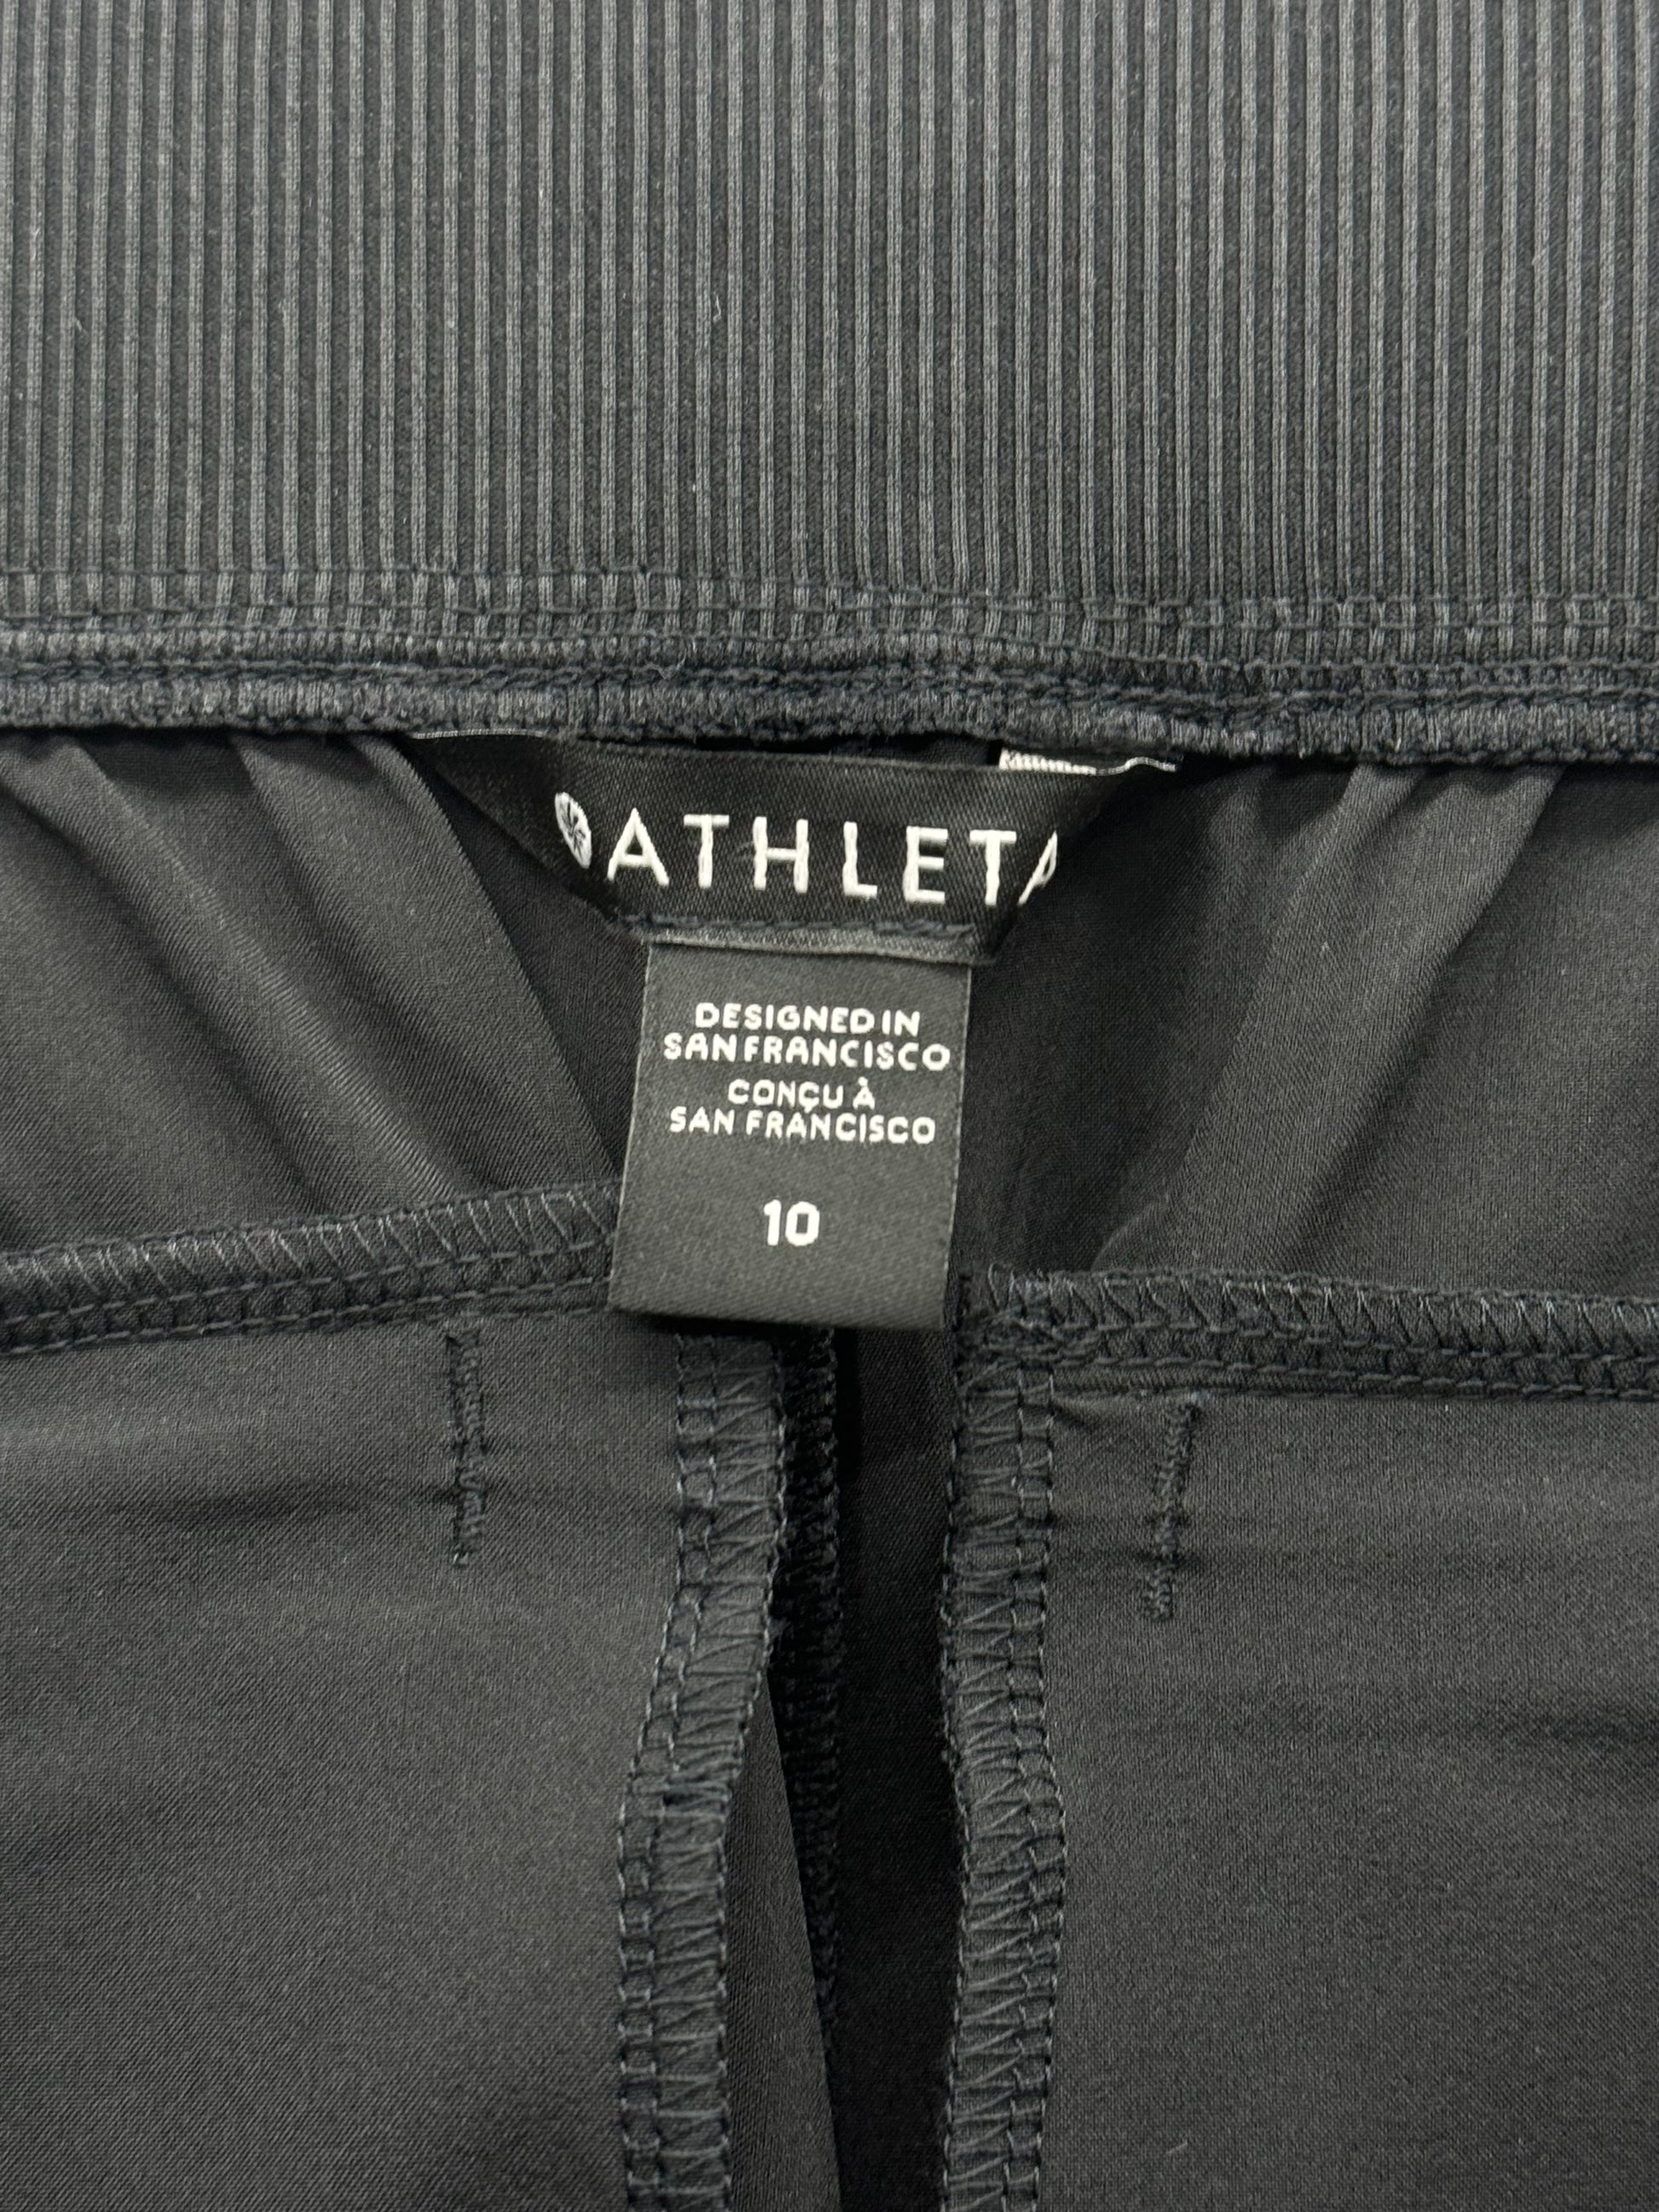 ATHLETA
DESIGNED IN
SAN FRANCISCO
CONÇU À
SAN FRANCISCO
10